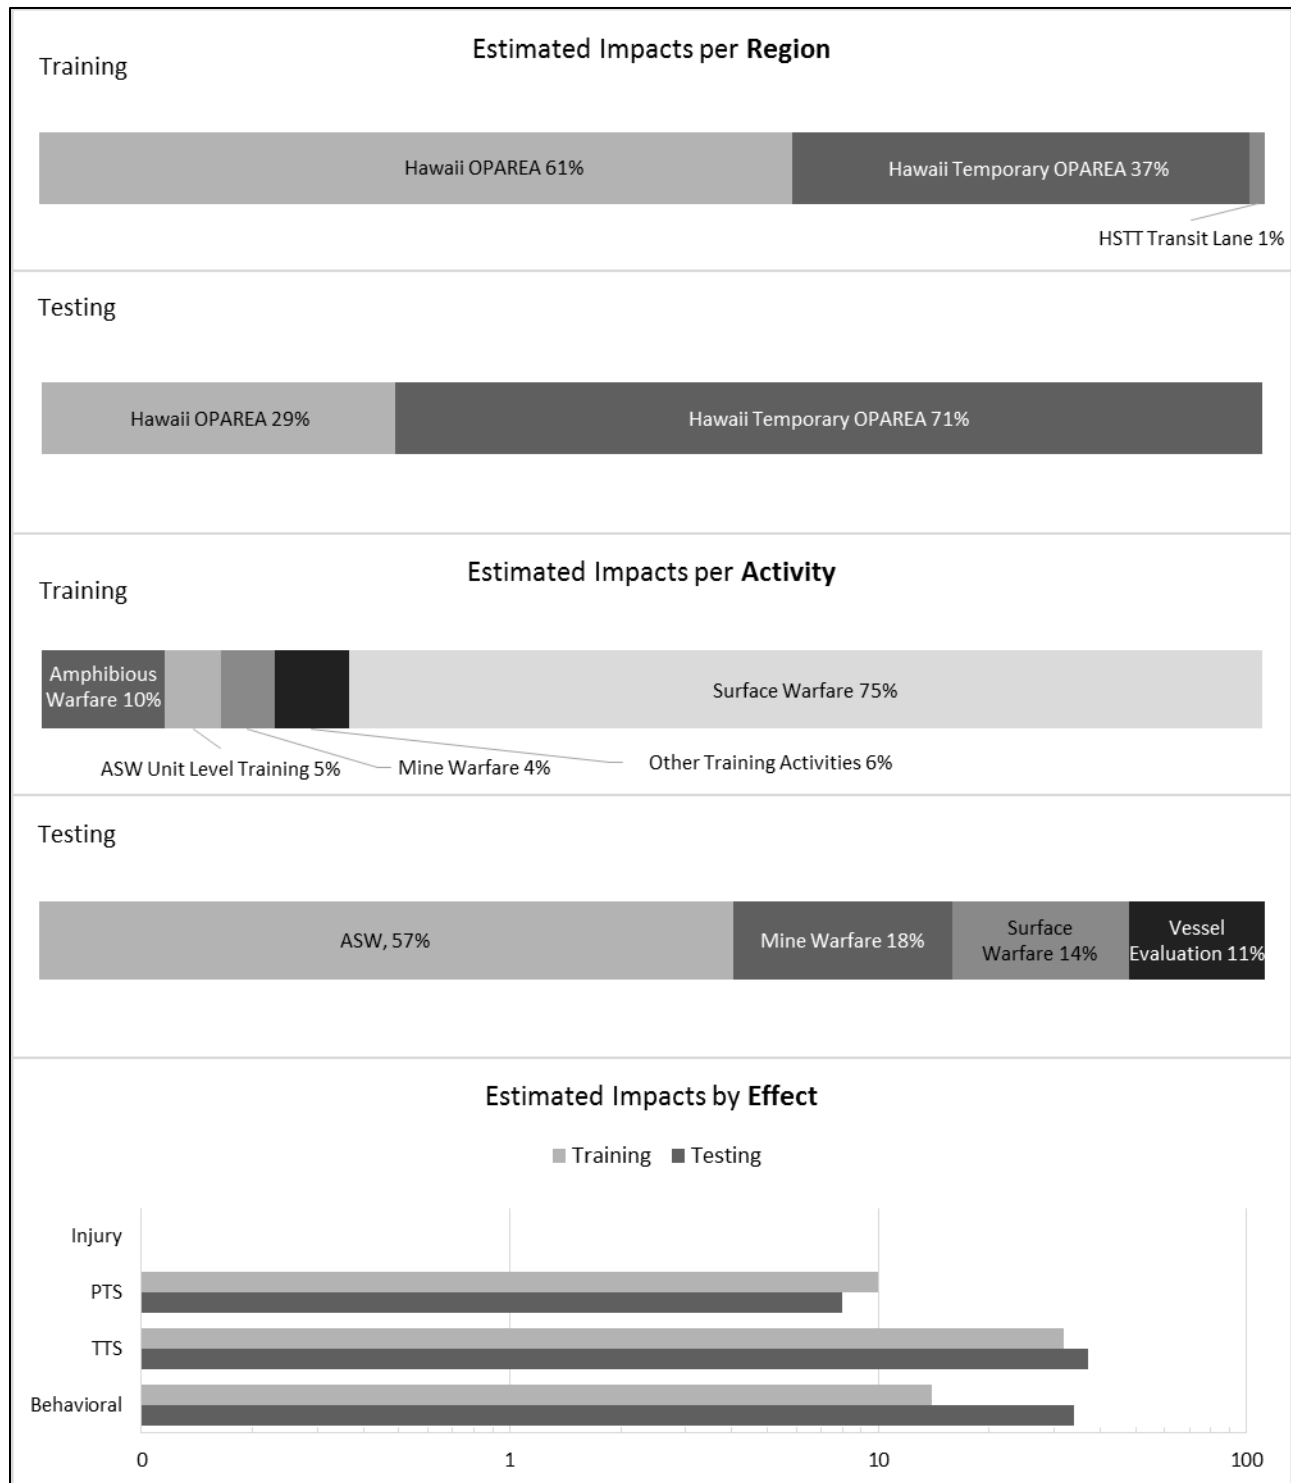 Estimated Impacts per Region
Training
Hawaii OPAREA 61%
Hawaii Temporary OPAREA 37%
HSTT Transit Lane 1%
Testing
Hawaii OPAREA 29%
Hawaii Temporary OPAREA 71%
Estimated Impacts per Activity
Training
Amphibious
Warfare 10%
Surface Warfare 75%
ASW Unit Level Training 5%
Mine Warfare 4%
Other Training Activities 6%
Testing
ASW, 57%
Mine Warfare 18%
Surface
Warfare 14%
Vessel
Evaluation 11%
Estimated Impacts by Effect
Training
Testing
Injury
PTS
TTS
Behavioral
0
1
10
100